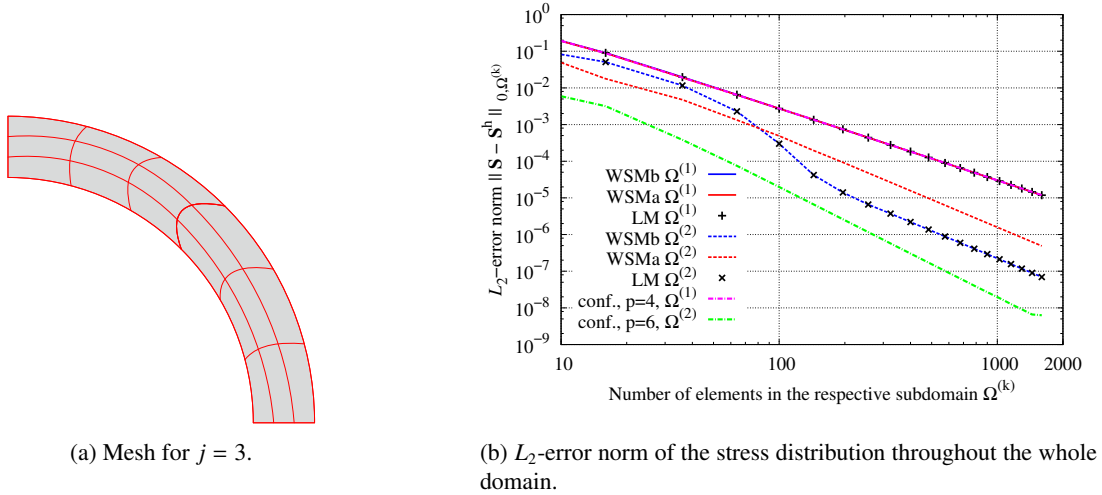 (a) Mesh for j = 3.
L₂−error norm || S − Sʰ || ₀,Ω⁽ᵏ⁾
10⁰
10⁻¹
10⁻²
10⁻³
10⁻⁴
10⁻⁵
10⁻⁶
10⁻⁷
10⁻⁸
10⁻⁹
WSMb Ω⁽¹⁾
WSMa Ω⁽¹⁾
LM Ω⁽¹⁾
WSMb Ω⁽²⁾
WSMa Ω⁽²⁾
LM Ω⁽²⁾
conf., p=4, Ω⁽¹⁾
conf., p=6, Ω⁽²⁾
10 100 1000 2000
Number of elements in the respective subdomain Ω⁽ᵏ⁾
(b) L₂-error norm of the stress distribution throughout the whole
domain.